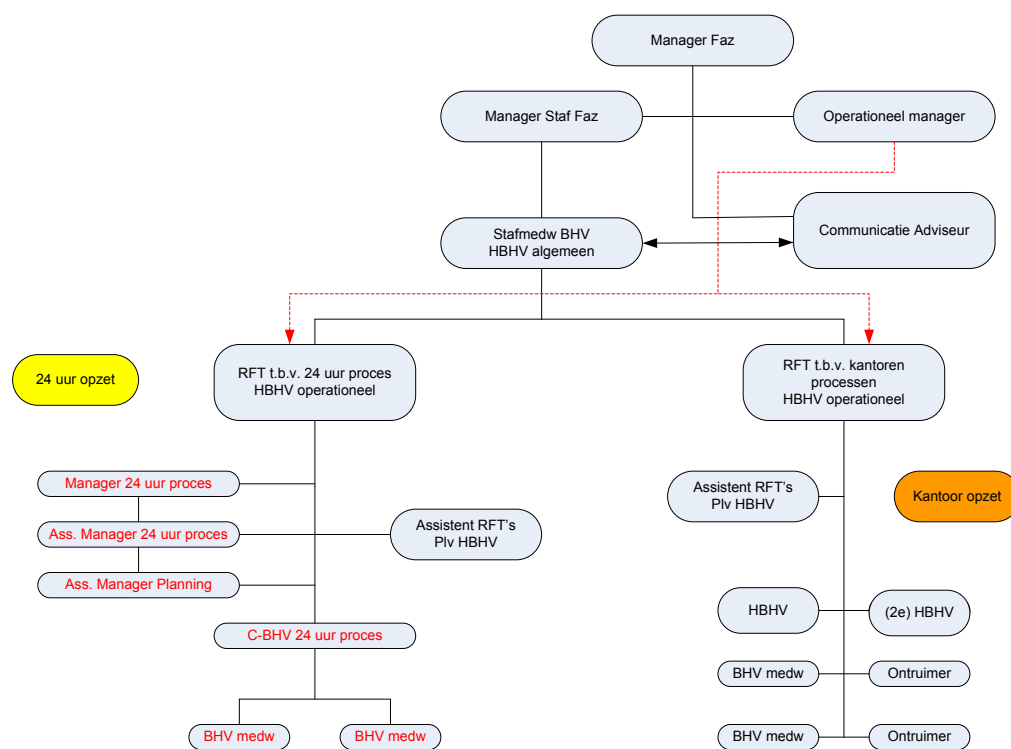 Manager Faz
Manager Staf Faz
Operationeel manager
Stafmedw BHV
HBHV algemeen
Communicatie Adviseur
24 uur opzet
RFT t.b.v. 24 uur proces
HBHV operationeel
RFT t.b.v. kantoren
processen
HBHV operationeel
Manager 24 uur proces
Assistent RFT's
Plv HBHV
Kantoor opzet
Ass. Manager 24 uur proces
Assistent RFT's
Plv HBHV
Ass. Manager Planning
HBHV
(2e) HBHV
C-BHV 24 uur proces
BHV medw
Ontruimer
BHV medw
BHV medw
BHV medw
Ontruimer